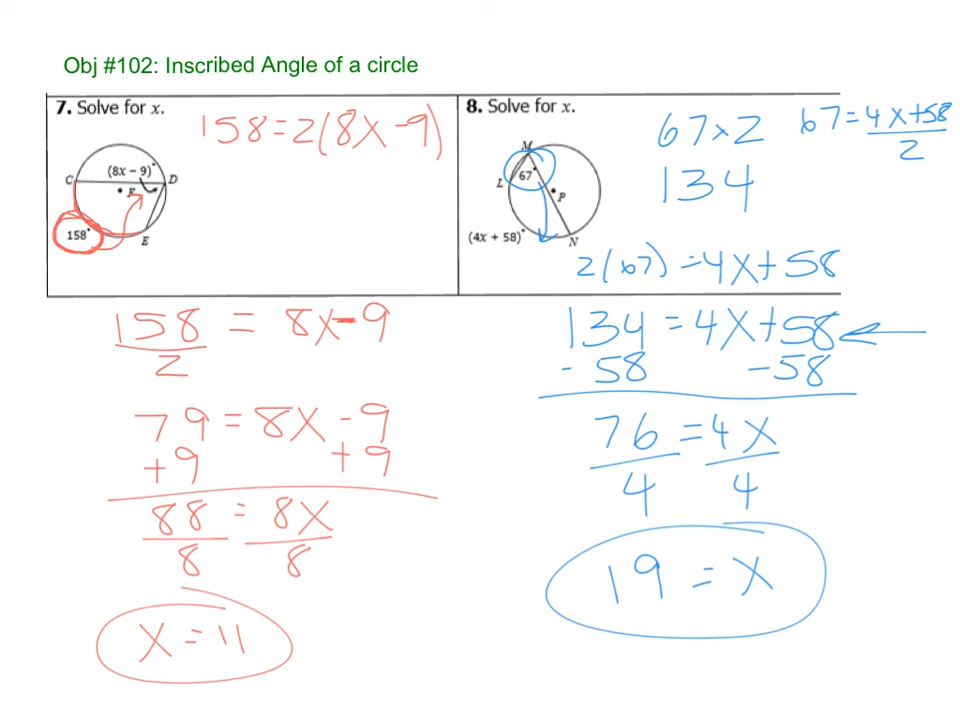 Obj #102: Inscribed Angle of a circle
7. Solve for x.
158=2(8x-9)
(8x − 9)°
C
D
F
158°
E
158/2 = 8x-9
79 = 8x-9
+9 +9
88/8 = 8x/8
x=11
8. Solve for x.
67×2
67=4x+58/2
134
M
L
67°
P
(4x + 58)°
N
2(67)=4x+58
134=4x+58
-58 -58
76/4=4x/4
19=x